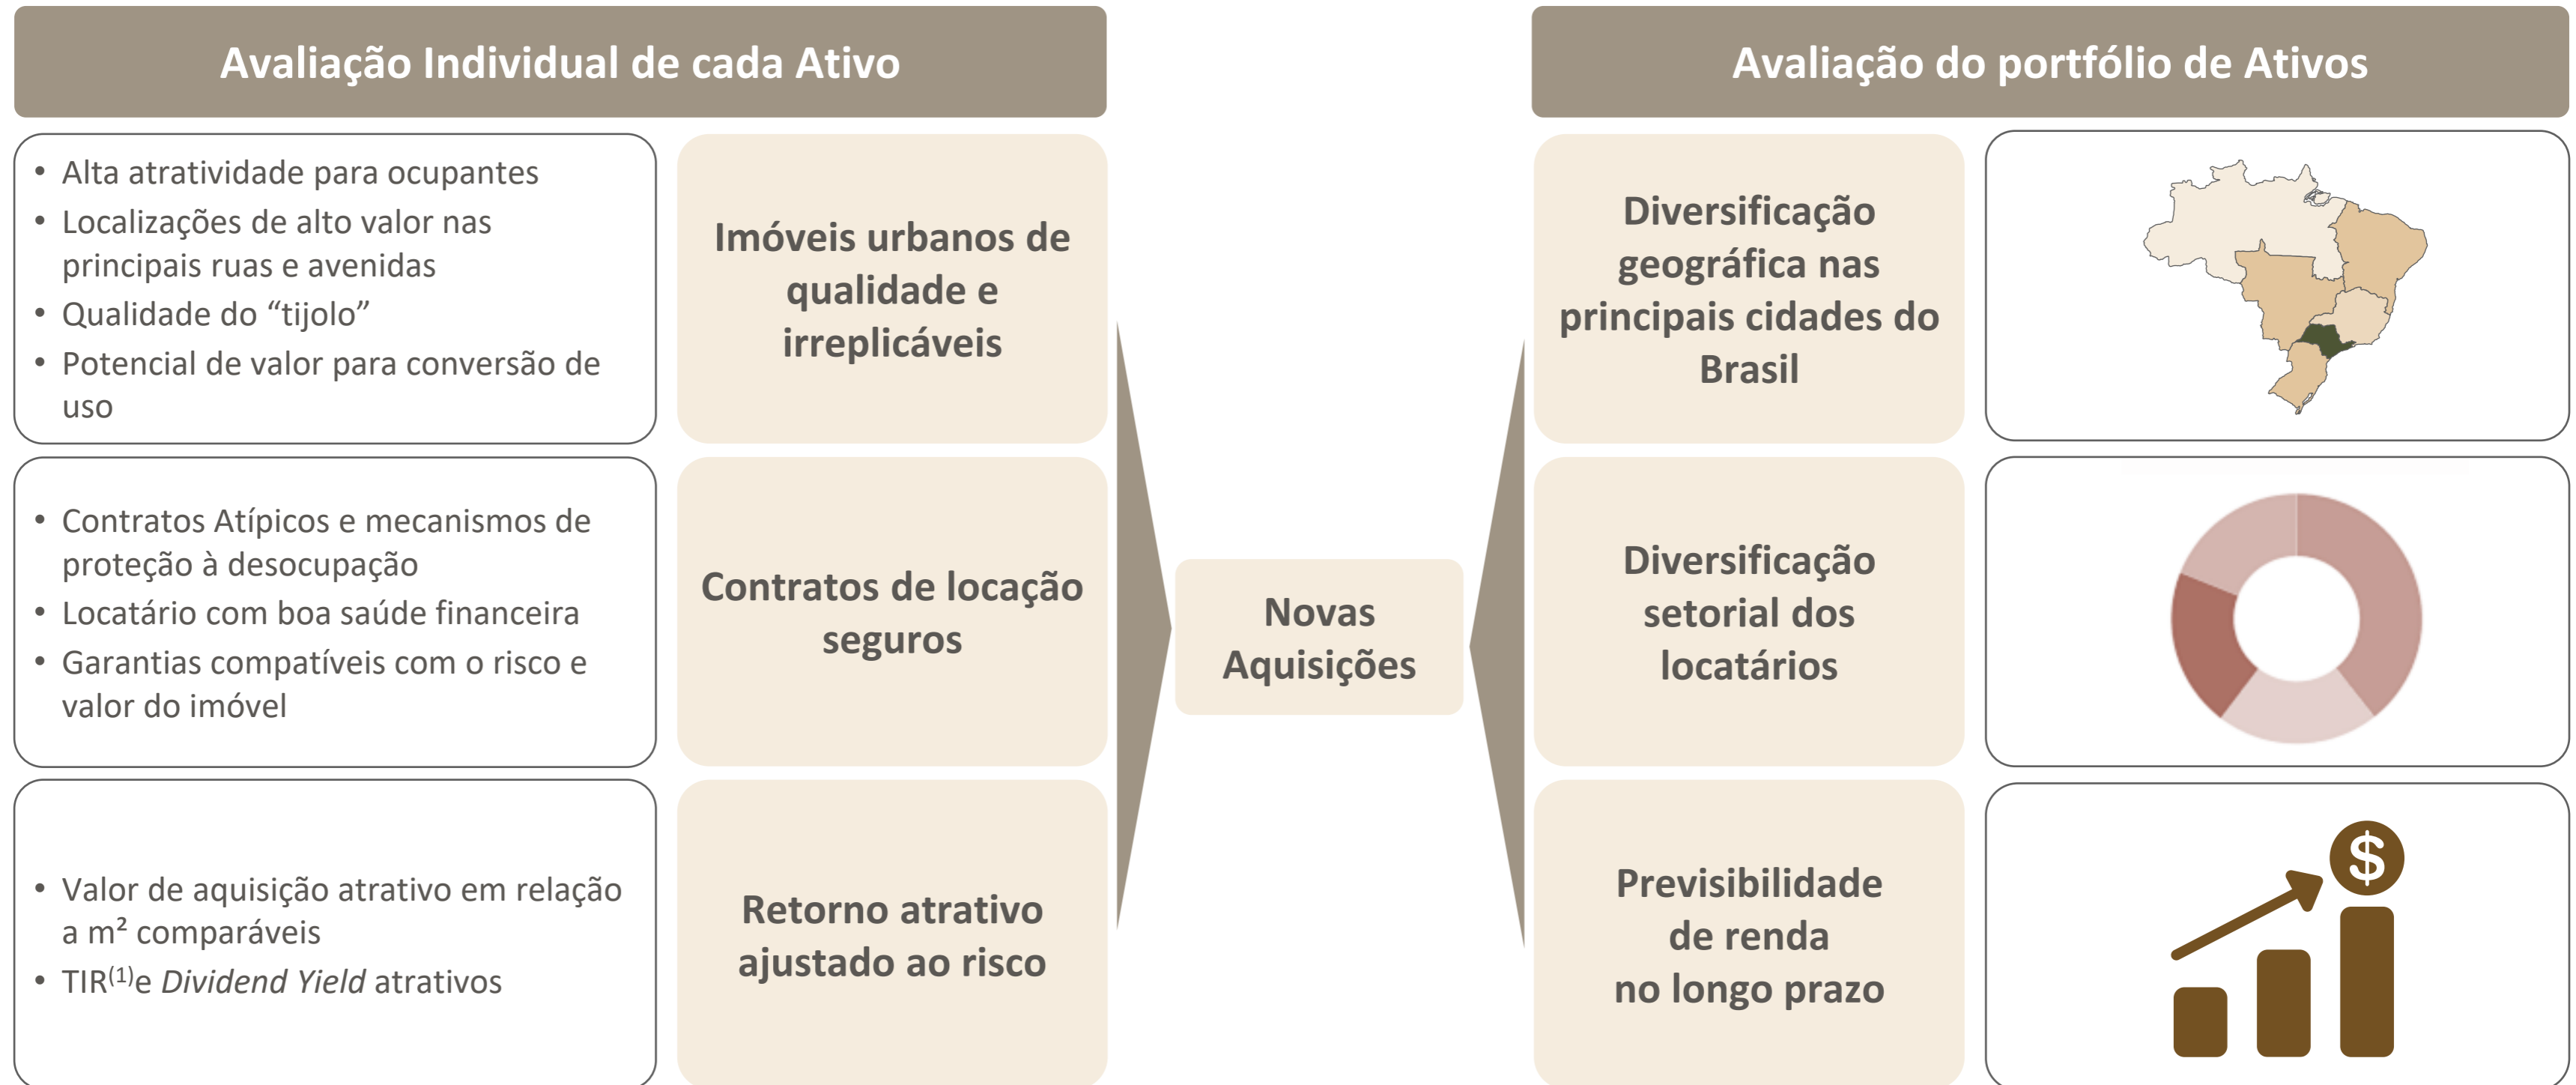 Avaliação Individual de cada Ativo
• Alta atratividade para ocupantes
• Localizações de alto valor nas
principais ruas e avenidas
• Qualidade do “tijolo”
• Potencial de valor para conversão de
uso
Imóveis urbanos de
qualidade e
irreplicáveis
• Contratos Atípicos e mecanismos de
proteção à desocupação
• Locatário com boa saúde financeira
• Garantias compatíveis com o risco e
valor do imóvel
Contratos de locação
seguros
• Valor de aquisição atrativo em relação
a m² comparáveis
• TIR⁽¹⁾e Dividend Yield atrativos
Retorno atrativo
ajustado ao risco
Novas
Aquisições
Avaliação do portfólio de Ativos
Diversificação
geográfica nas
principais cidades do
Brasil
Diversificação
setorial dos
locatários
Previsibilidade
de renda
no longo prazo
$